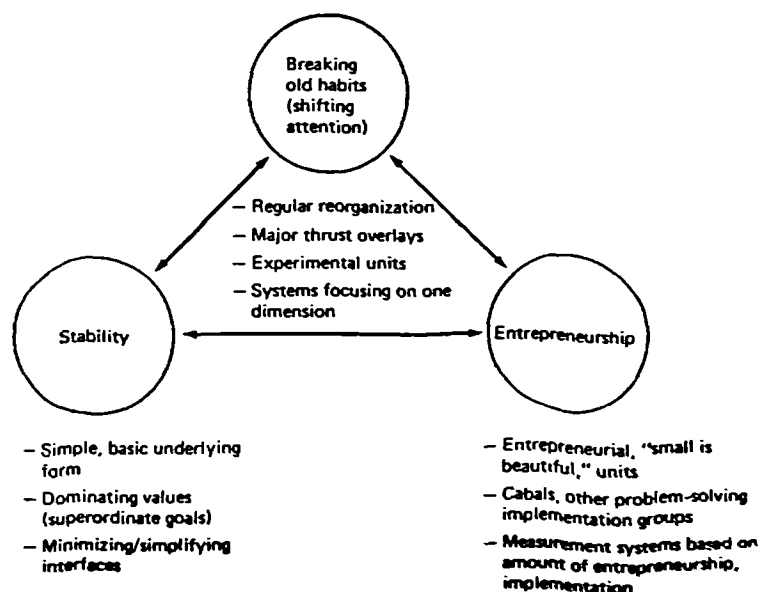 Breaking
old habits
(shifting
attention)
– Regular reorganization
– Major thrust overlays
– Experimental units
– Systems focusing on one
dimension
Stability
Entrepreneurship
– Simple, basic underlying
form
– Dominating values
(superordinate goals)
– Minimizing/simplifying
interfaces
– Entrepreneurial, "small is
beautiful," units
– Cabals, other problem-solving
implementation groups
– Measurement systems based on
amount of entrepreneurship,
implementation